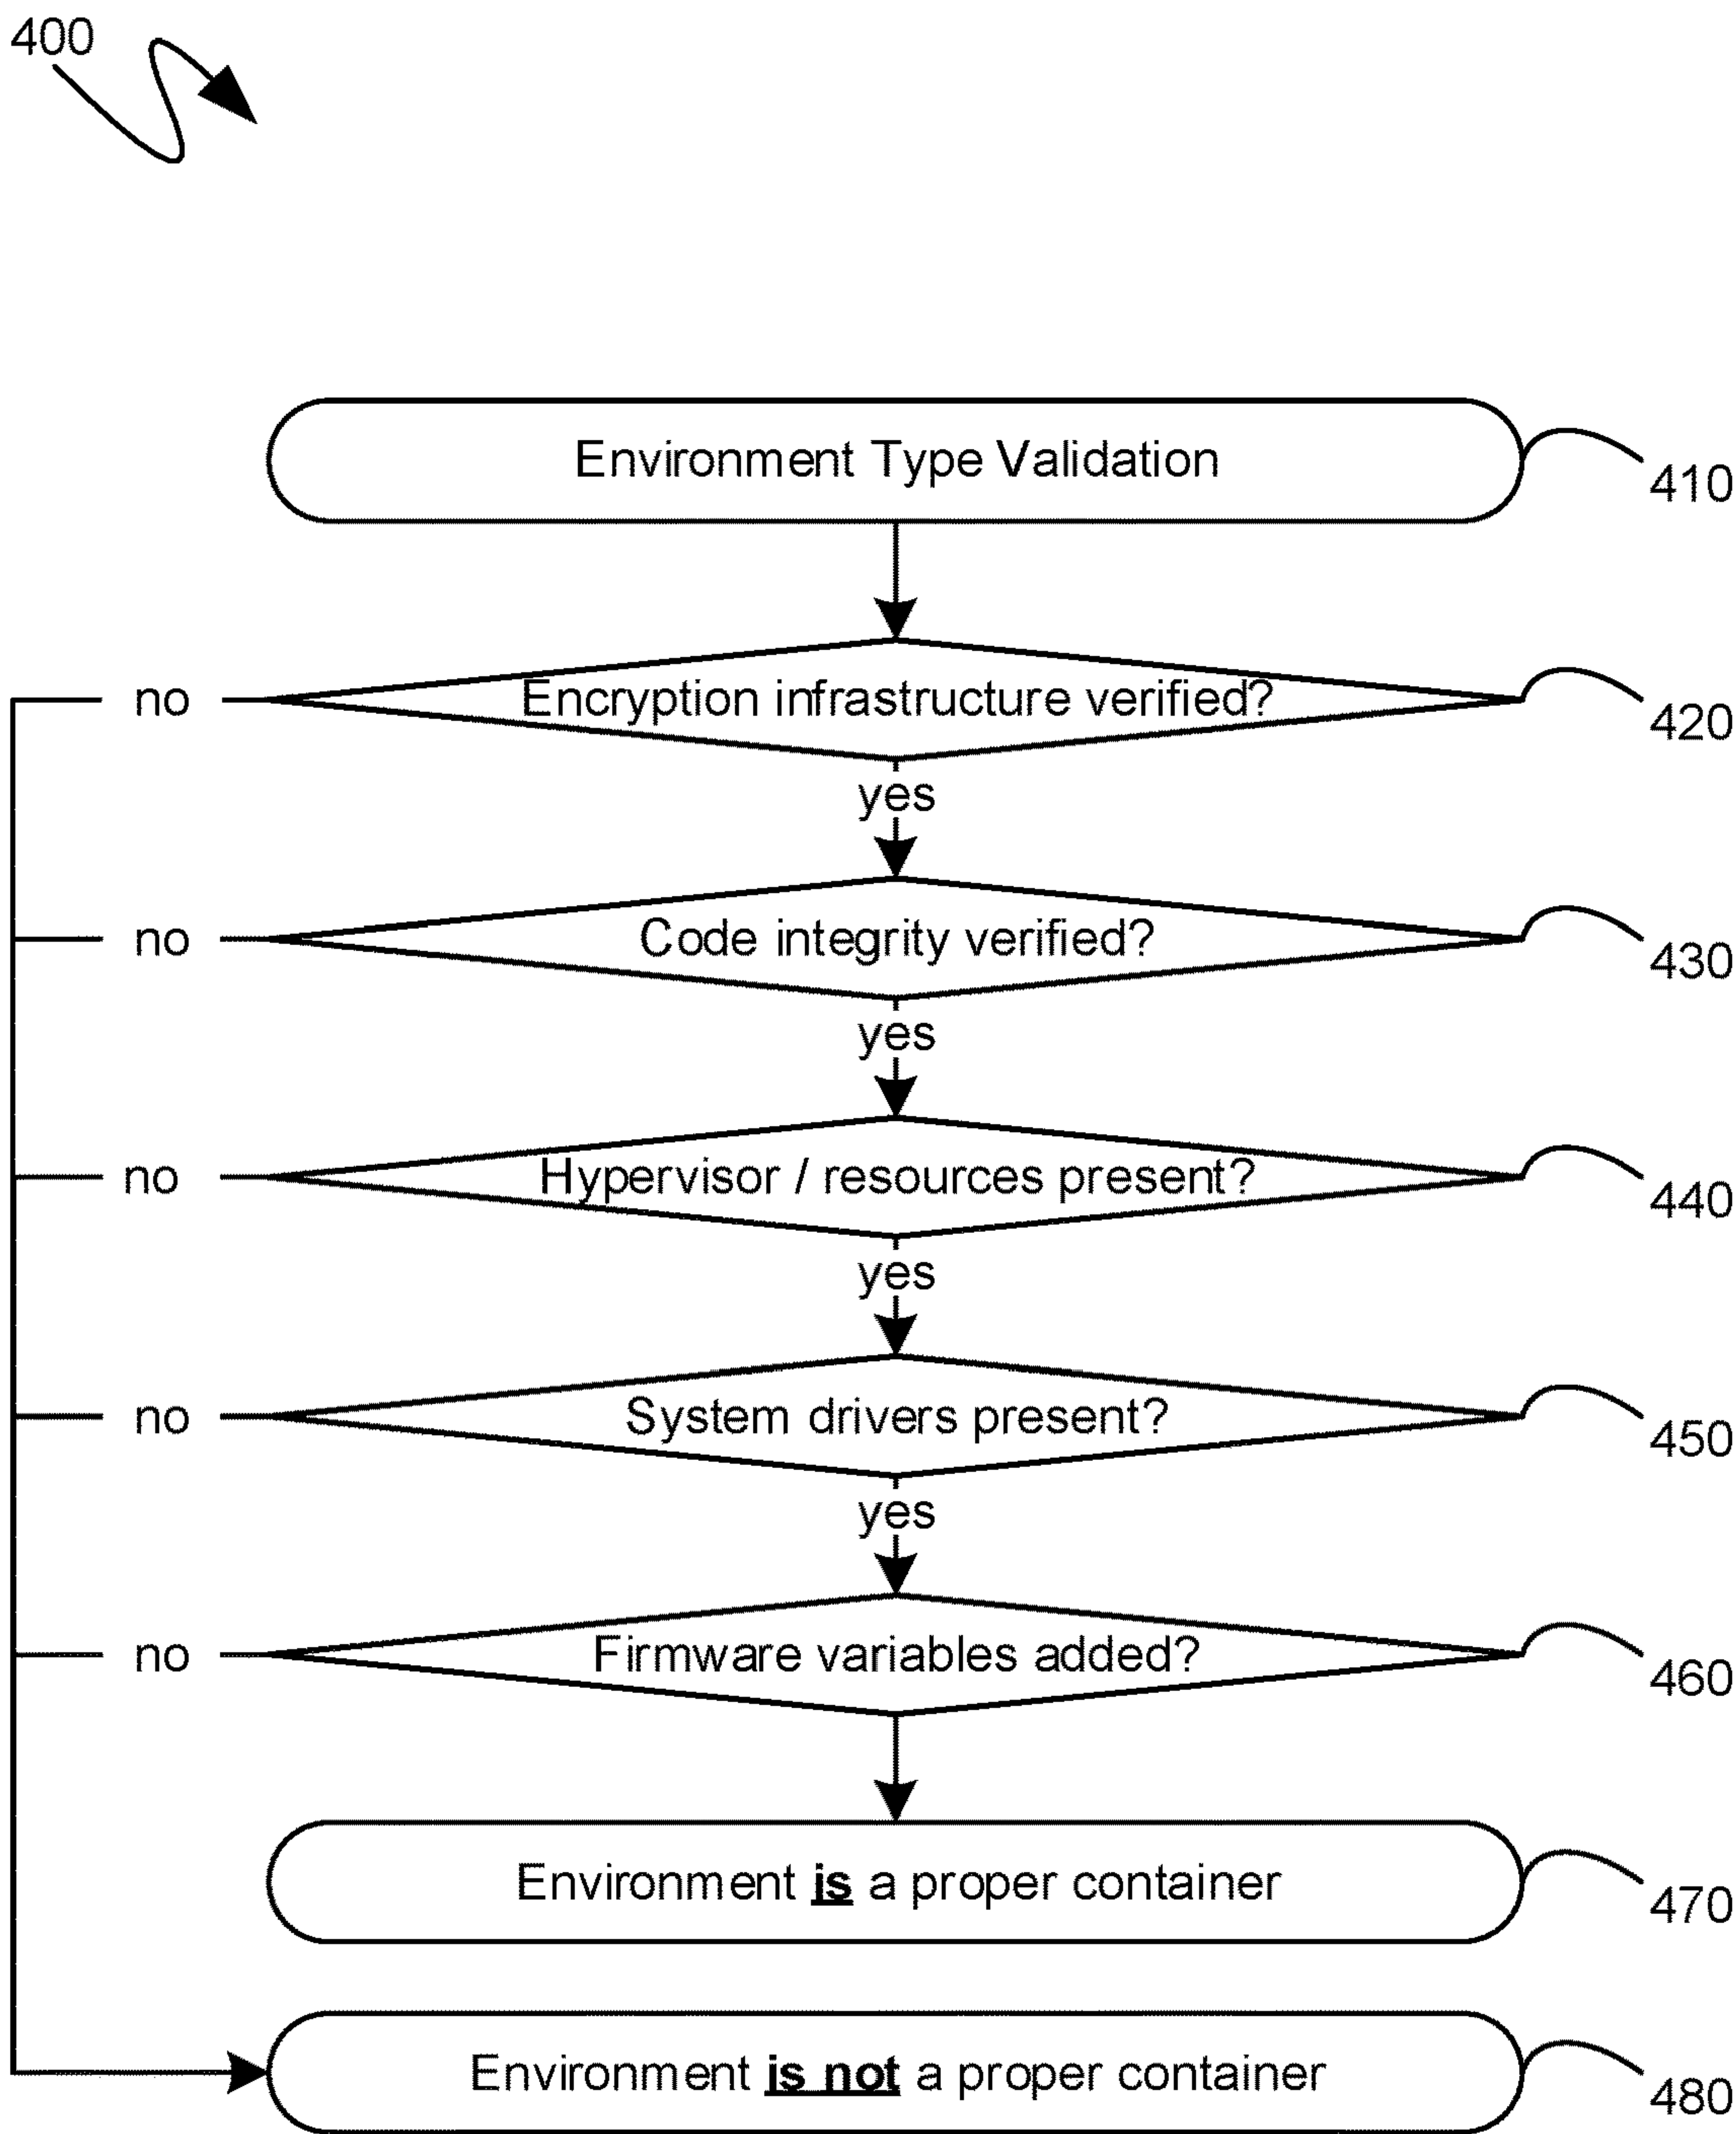 400
Environment Type Validation
410
no
Encryption infrastructure verified?
420
yes
no
Code integrity verified?
430
yes
no
Hypervisor / resources present?
440
yes
no
System drivers present?
450
yes
no
Firmware variables added?
460
Environment is a proper container
470
Environment is not a proper container
480